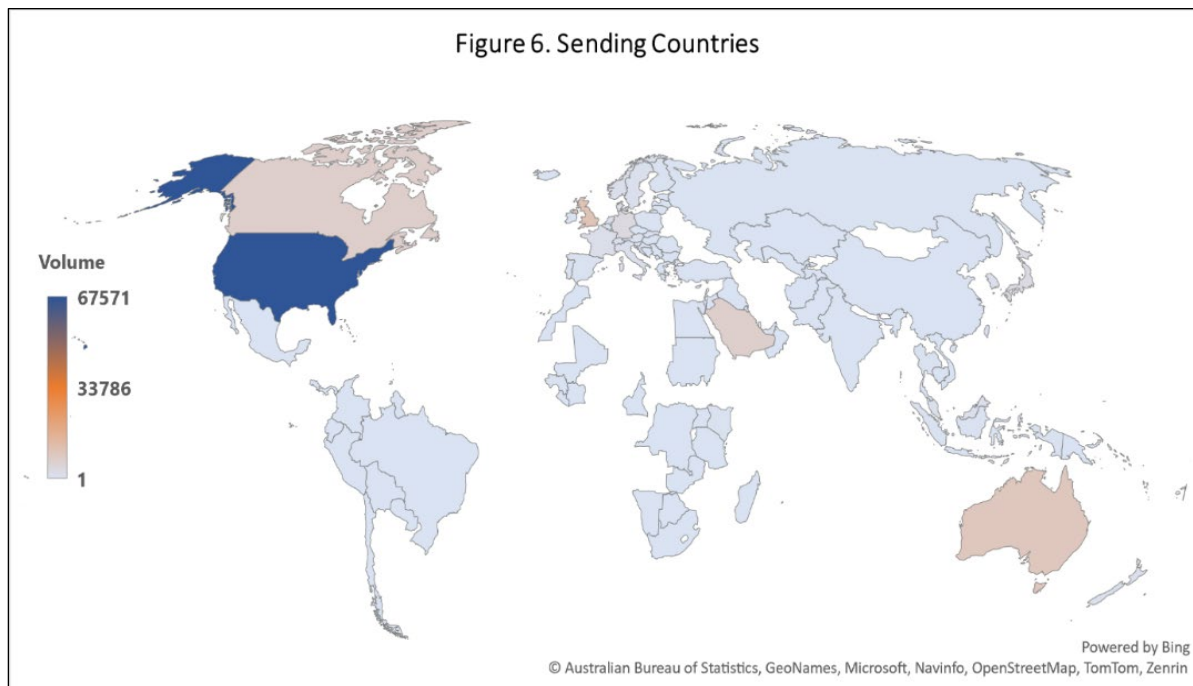 Figure 6. Sending Countries
Volume
67571
33786
1
Powered by Bing
© Australian Bureau of Statistics, GeoNames, Microsoft, Navinfo, OpenStreetMap, TomTom, Zenrin